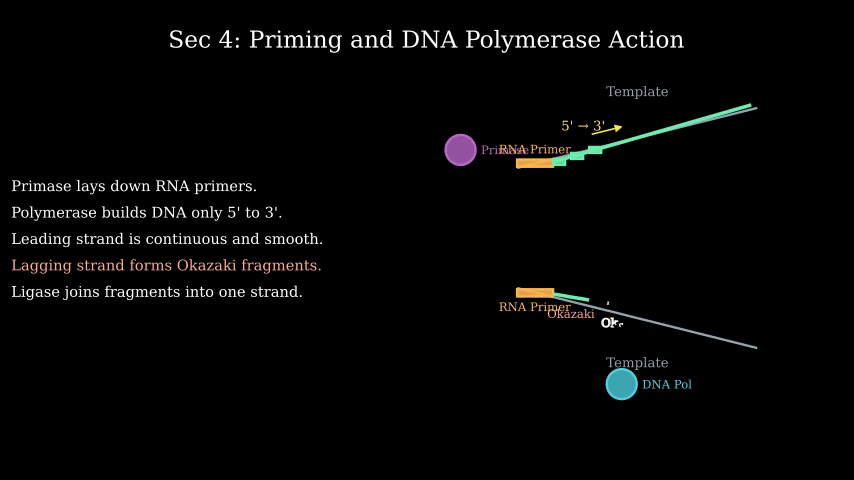 Sec 4: Priming and DNA Polymerase Action
Template
5' → 3'
Primase
RNA Primer
Primase lays down RNA primers.
Polymerase builds DNA only 5' to 3'.
Leading strand is continuous and smooth.
Lagging strand forms Okazaki fragments.
Ligase joins fragments into one strand.
RNA Primer
Okazaki
Template
DNA Pol